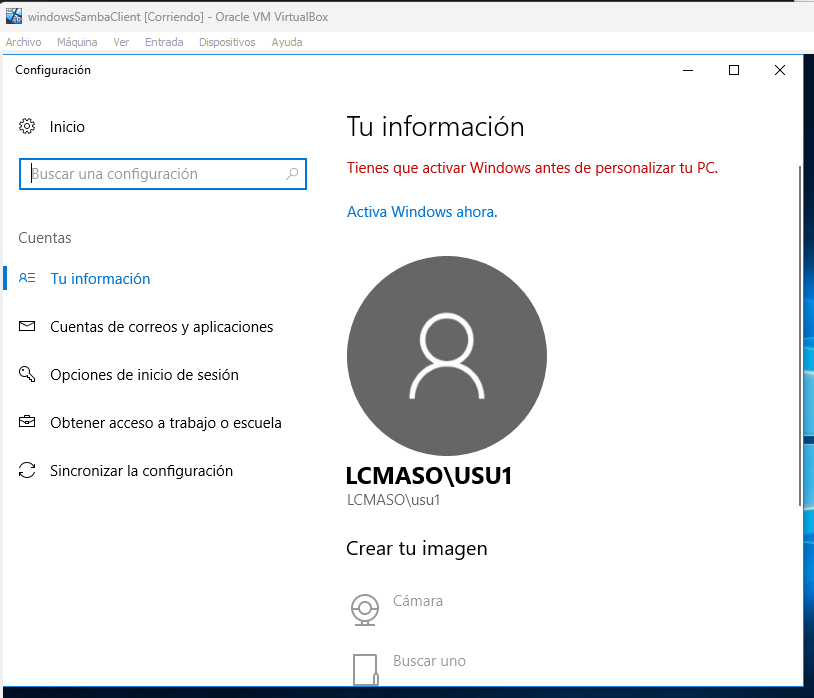 windowsSambaClient [Corriendo] - Oracle VM VirtualBox
Archivo Máquina Ver Entrada Dispositivos Ayuda
Configuración
Inicio
Buscar una configuración
Cuentas
Tu información
Cuentas de correos y aplicaciones
Opciones de inicio de sesión
Obtener acceso a trabajo o escuela
Sincronizar la configuración
Tu información
Tienes que activar Windows antes de personalizar tu PC.
Activa Windows ahora.
LCMASO\USU1
LCMASO\usu1
Crear tu imagen
Cámara
Buscar uno